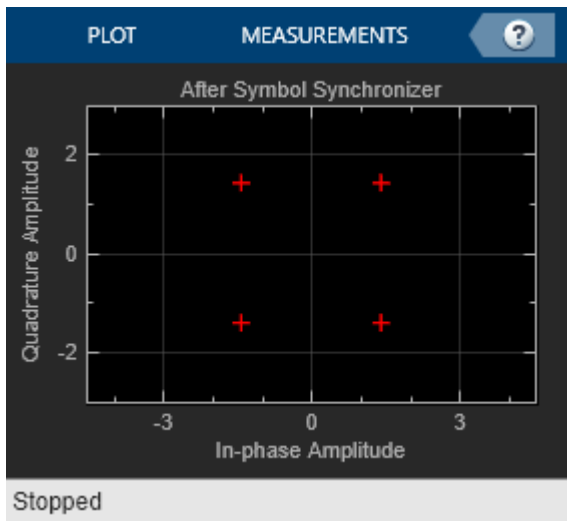 PLOT MEASUREMENTS ?
After Symbol Synchronizer
Quadrature Amplitude
2
0
-2
-3 0 3
In-phase Amplitude
Stopped